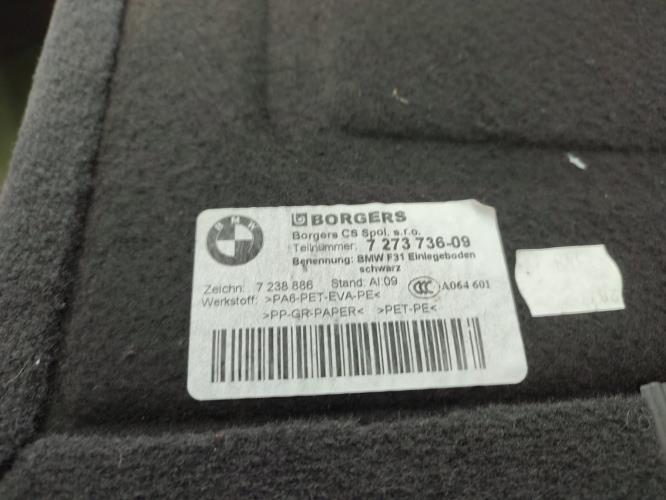 BMW
BORGERS
Borgers CS Spol. s.r.o.
Teilnummer: 7 273 736-09
Benennung: BMW F31 Einlegeboden
schwarz
Zeichn: 7 238 886 Stand: AI:09
Werkstoff: >PA6-PET-EVA-PE<
CCC A064 601
>PP-GR-PAPER< >PET-PE<